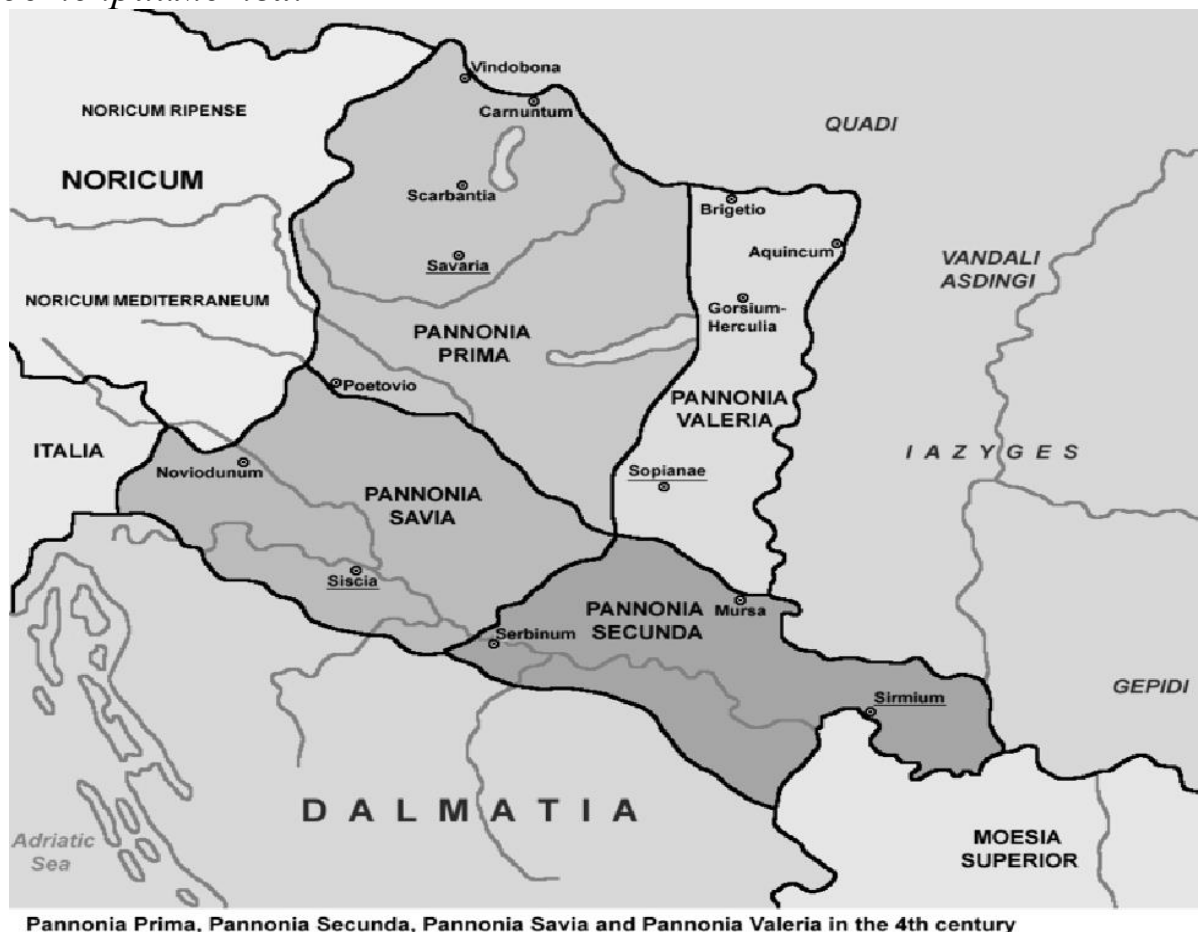 Vindobona
NORICUM RIPENSE
Carnuntum
QUADI
NORICUM
Scarbantia
Brigetio
Aquincum
Savaria
VANDALI
ASDINGI
NORICUM MEDITERRANEUM
Gorsium-
Herculia
PANNONIA
PRIMA
Poetovio
PANNONIA
VALERIA
ITALIA
IAZYGES
Noviodunum
Sopianae
PANNONIA
SAVIA
Siscia
PANNONIA
SECUNDA
Mursa
Serbinum
GEPIDI
Sirmium
DALMATIA
Adriatic
Sea
MOESIA
SUPERIOR
Pannonia Prima, Pannonia Secunda, Pannonia Savia and Pannonia Valeria in the 4th century